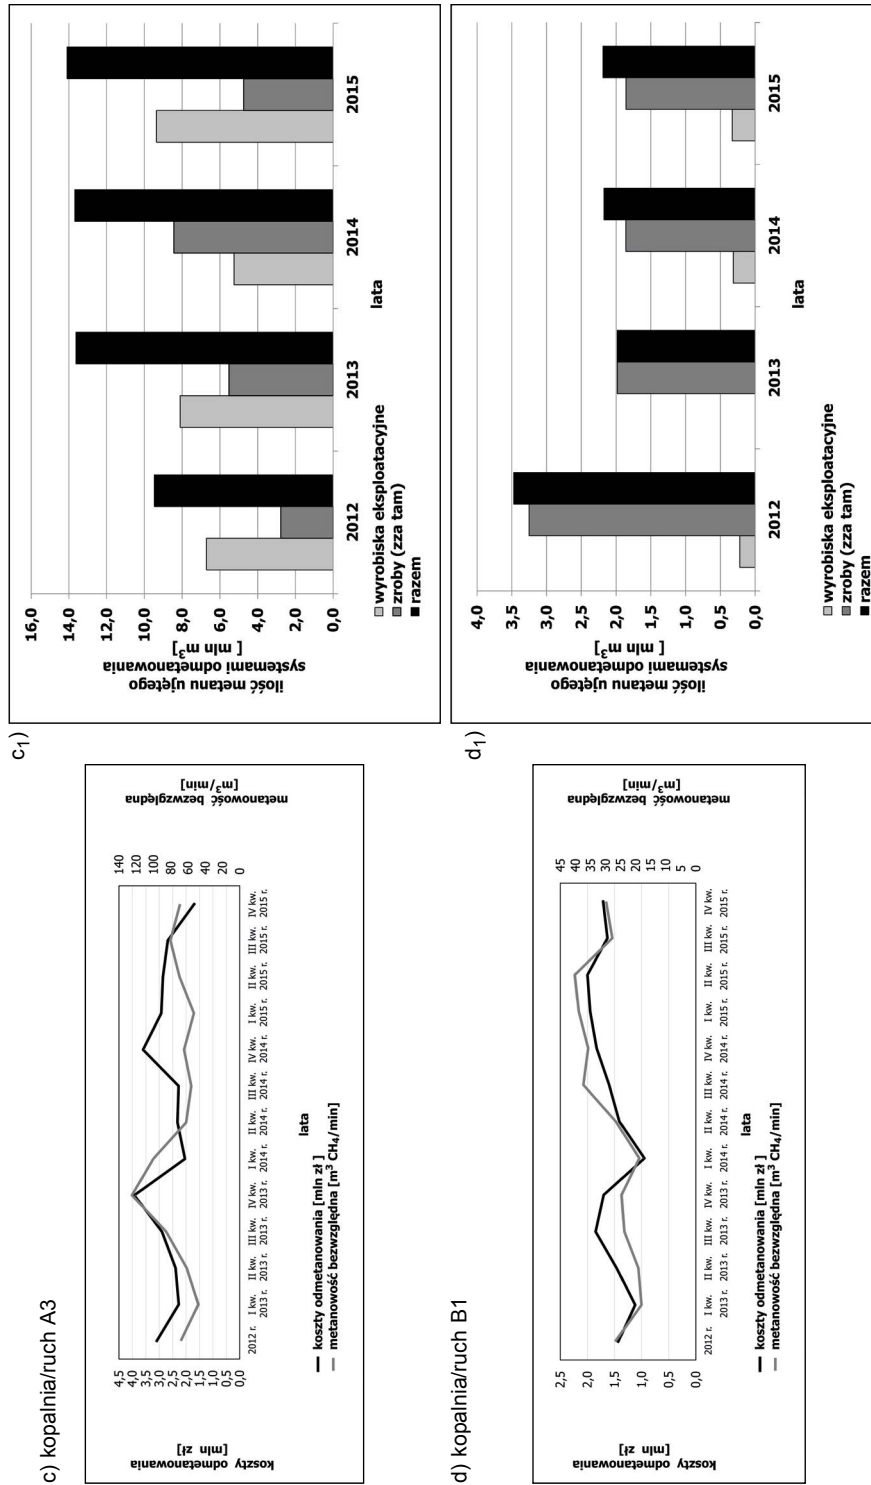 c) kopalnia/ruch A3
koszty odmetanowania
[mln zł]
4,5
4,0
3,5
3,0
2,5
2,0
1,5
1,0
0,5
0,0
140
120
100
80
60
40
20
0
metanowość bezwzględna
[m³/min]
2012 r.
I kw. 2013 r.
II kw. 2013 r.
III kw. 2013 r.
IV kw. 2013 r.
I kw. 2014 r.
II kw. 2014 r.
III kw. 2014 r.
IV kw. 2014 r.
I kw. 2015 r.
II kw. 2015 r.
III kw. 2015 r.
IV kw. 2015 r.
lata
koszty odmetanowania [mln zł ]
metanowość bezwzględna [m³ CH₄/min]
c₁)
ilość metanu ujętego
systemami odmetanowania
[ mln m³]
16,0
14,0
12,0
10,0
8,0
6,0
4,0
2,0
0,0
2012
2013
2014
2015
lata
wyrobiska eksploatacyjne
zroby (zza tam)
razem
d) kopalnia/ruch B1
koszty odmetanowania
[mln zł]
2,5
2,0
1,5
1,0
0,5
0,0
45
40
35
30
25
20
15
10
5
0
metanowość bezwzględna
[m³/min]
2012 r.
I kw. 2013 r.
II kw. 2013 r.
III kw. 2013 r.
IV kw. 2013 r.
I kw. 2014 r.
II kw. 2014 r.
III kw. 2014 r.
IV kw. 2014 r.
I kw. 2015 r.
II kw. 2015 r.
III kw. 2015 r.
IV kw. 2015 r.
lata
koszty odmetanowania [mln zł ]
metanowość bezwzględna [m³ CH₄/min]
d₁)
ilość metanu ujętego
systemami odmetanowania
[ mln m³]
4,0
3,5
3,0
2,5
2,0
1,5
1,0
0,5
0,0
2012
2013
2014
2015
lata
wyrobiska eksploatacyjne
zroby (zza tam)
razem